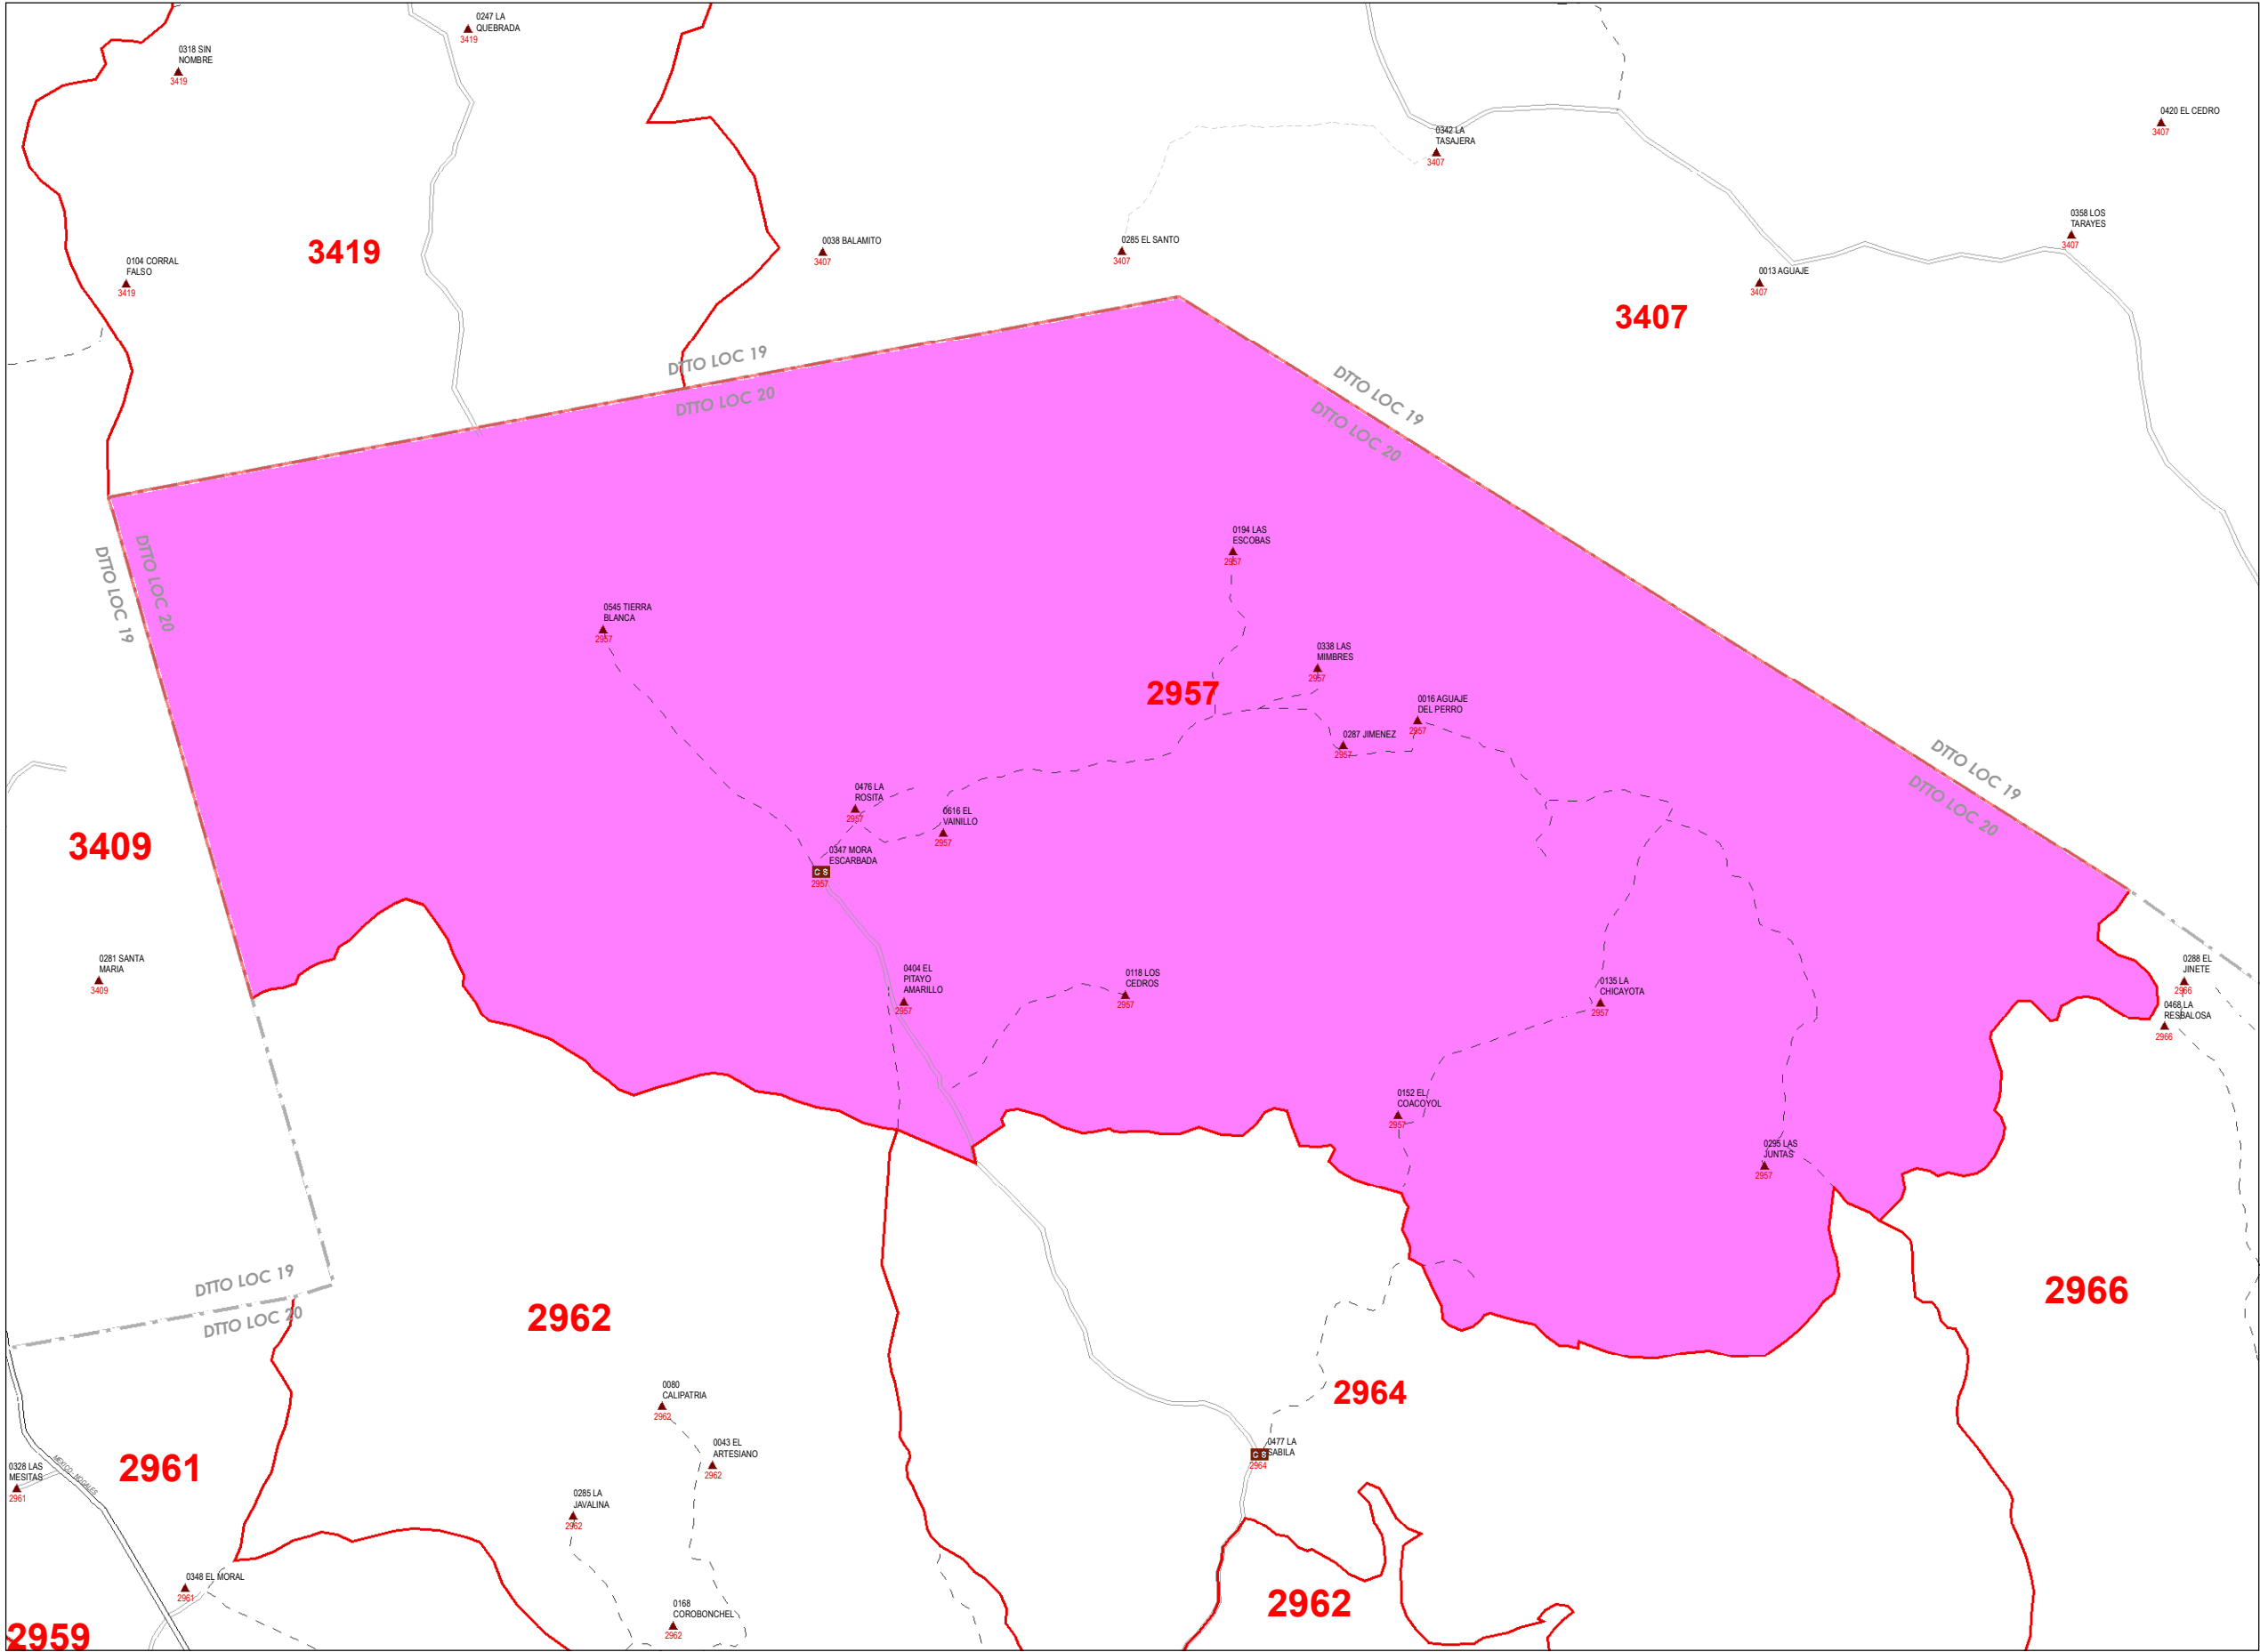 0247 LA
QUEBRADA
3419
0318 SIN
NOMBRE
3419
0420 EL CEDRO
3407
0342 LA
TASAJERA
3407
0358 LOS
TARAYES
3407
3419
0038 BALAMITO
3407
0285 EL SANTO
3407
0104 CORRAL
FALSO
3419
0013 AGUAJE
3407
3407
DTTO LOC 19
DTTO LOC 20
DTTO LOC 19
DTTO LOC 20
DTTO LOC 19
DTTO LOC 20
0194 LAS
ESCOBAS
2957
0545 TIERRA
BLANCA
2957
0338 LAS
MIMBRES
2957
2957
0016 AGUAJE
DEL PERRO
2957
0287 JIMENEZ
2957
DTTO LOC 19
DTTO LOC 20
0476 LA
ROSITA
2957
0616 EL
VAINILLO
2957
3409
0347 MORA
ESCARBADA
C S
2957
0281 SANTA
MARIA
3409
0404 EL
PITAYO
AMARILLO
2957
0118 LOS
CEDROS
2957
0135 LA
CHICAYOTA
2957
0288 EL
JINETE
2966
0468 LA
RESBALOSA
2966
0152 EL
COACOYOL
2957
0295 LAS
JUNTAS
2957
DTTO LOC 19
DTTO LOC 20
2962
2966
2964
0080
CALIPATRIA
2962
0043 EL
ARTESIANO
2962
0477 LA
SABILA
C S
2964
0328 LAS
MESITAS
2961
MEXICO - NOGALES
2961
0285 LA
JAVALINA
2962
0348 EL MORAL
2961
0168
COROBONCHEL
2962
2962
2959